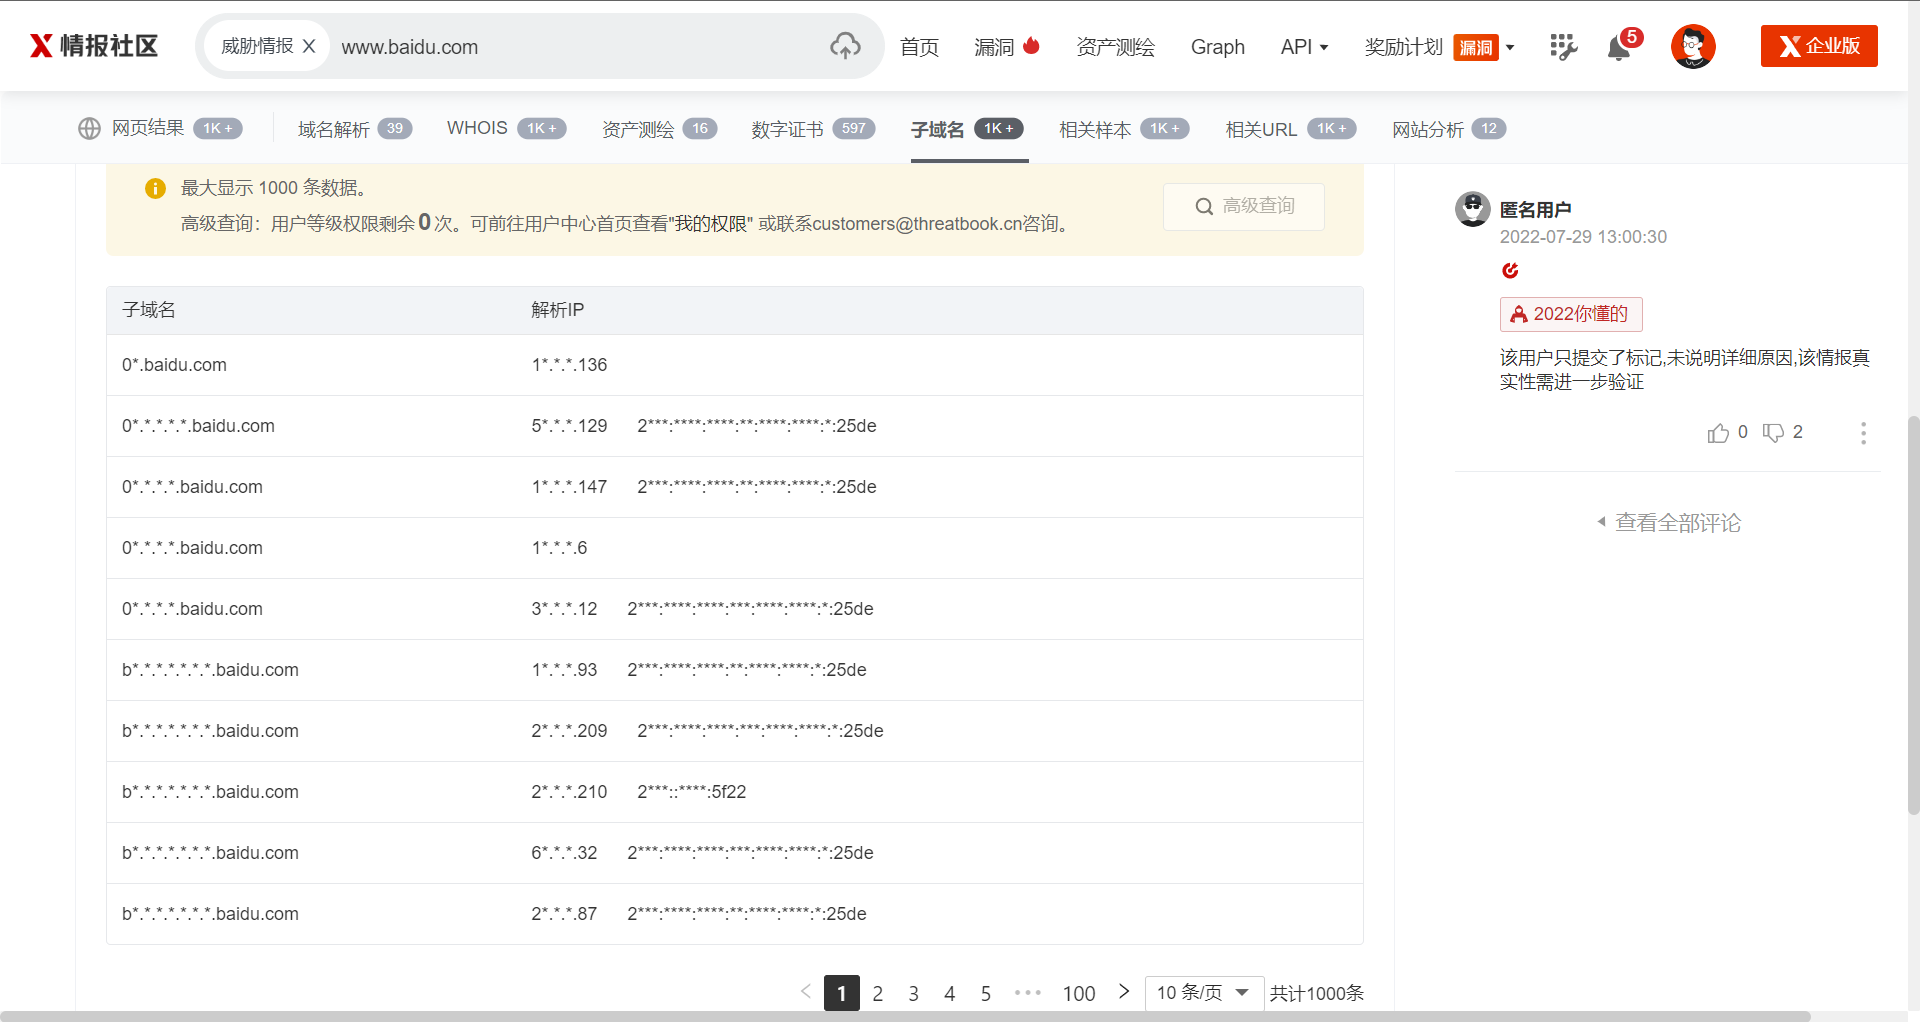 情报社区
威胁情报 X www.baidu.com
首页
漏洞
资产测绘
Graph
API
奖励计划 漏洞
5
企业版
网页结果 1K +
域名解析 39
WHOIS 1K +
资产测绘 16
数字证书 597
子域名 1K +
相关样本 1K +
相关URL 1K +
网站分析 12
最大显示 1000 条数据。
高级查询：用户等级权限剩余 0 次。可前往用户中心首页查看"我的权限" 或联系customers@threatbook.cn咨询。
高级查询
子域名 解析IP
0*.baidu.com 1*.*.*.136
0*.*.*.*.*.baidu.com 5*.*.*.129 2***:****:****:**:****:****:*:25de
0*.*.*.*.baidu.com 1*.*.*.147 2***:****:****:**:****:****:*:25de
0*.*.*.*.baidu.com 1*.*.*.6
0*.*.*.*.baidu.com 3*.*.*.12 2***:****:****:***:****:****:*:25de
b*.*.*.*.*.*.*.baidu.com 1*.*.*.93 2***:****:****:**:****:****:*:25de
b*.*.*.*.*.*.*.baidu.com 2*.*.*.209 2***:****:****:***:****:****:*:25de
b*.*.*.*.*.*.*.baidu.com 2*.*.*.210 2***::****:5f22
b*.*.*.*.*.*.*.baidu.com 6*.*.*.32 2***:****:****:***:****:****:*:25de
b*.*.*.*.*.*.*.baidu.com 2*.*.*.87 2***:****:****:**:****:****:*:25de
< 1 2 3 4 5 ••• 100 > 10 条/页 共计1000条
匿名用户
2022-07-29 13:00:30
2022你懂的
该用户只提交了标记,未说明详细原因,该情报真
实性需进一步验证
0 2
查看全部评论